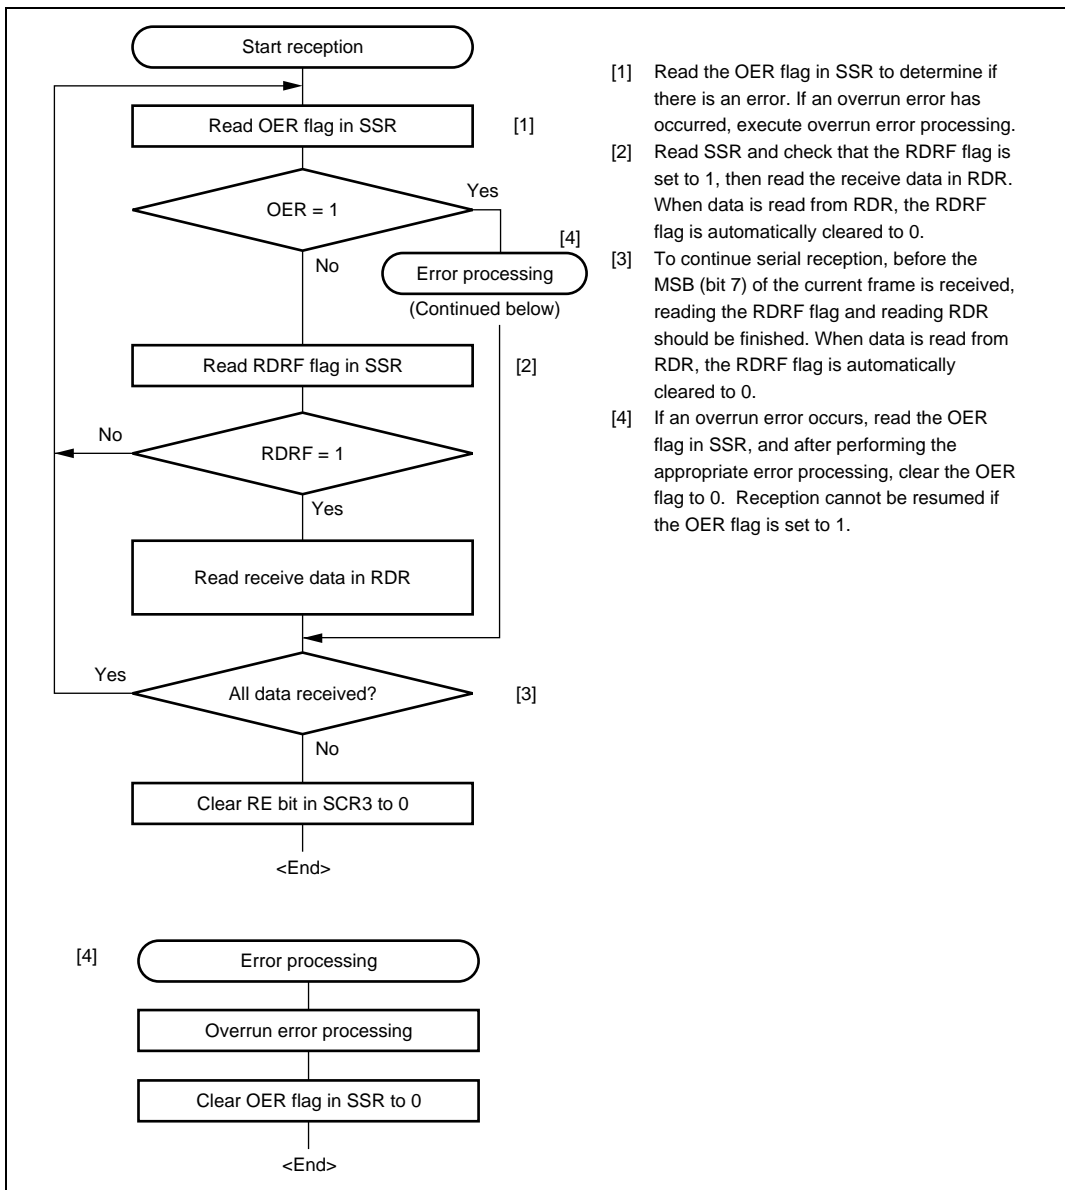 Start reception
Read OER flag in SSR
[1]
OER = 1
Yes
No
[4]
Error processing
(Continued below)
Read RDRF flag in SSR
[2]
No
RDRF = 1
Yes
Read receive data in RDR
Yes
All data received?
[3]
No
Clear RE bit in SCR3 to 0
<End>
[4]
Error processing
Overrun error processing
Clear OER flag in SSR to 0
<End>
[1] Read the OER flag in SSR to determine if
there is an error. If an overrun error has
occurred, execute overrun error processing.
[2] Read SSR and check that the RDRF flag is
set to 1, then read the receive data in RDR.
When data is read from RDR, the RDRF
flag is automatically cleared to 0.
[3] To continue serial reception, before the
MSB (bit 7) of the current frame is received,
reading the RDRF flag and reading RDR
should be finished. When data is read from
RDR, the RDRF flag is automatically
cleared to 0.
[4] If an overrun error occurs, read the OER
flag in SSR, and after performing the
appropriate error processing, clear the OER
flag to 0. Reception cannot be resumed if
the OER flag is set to 1.